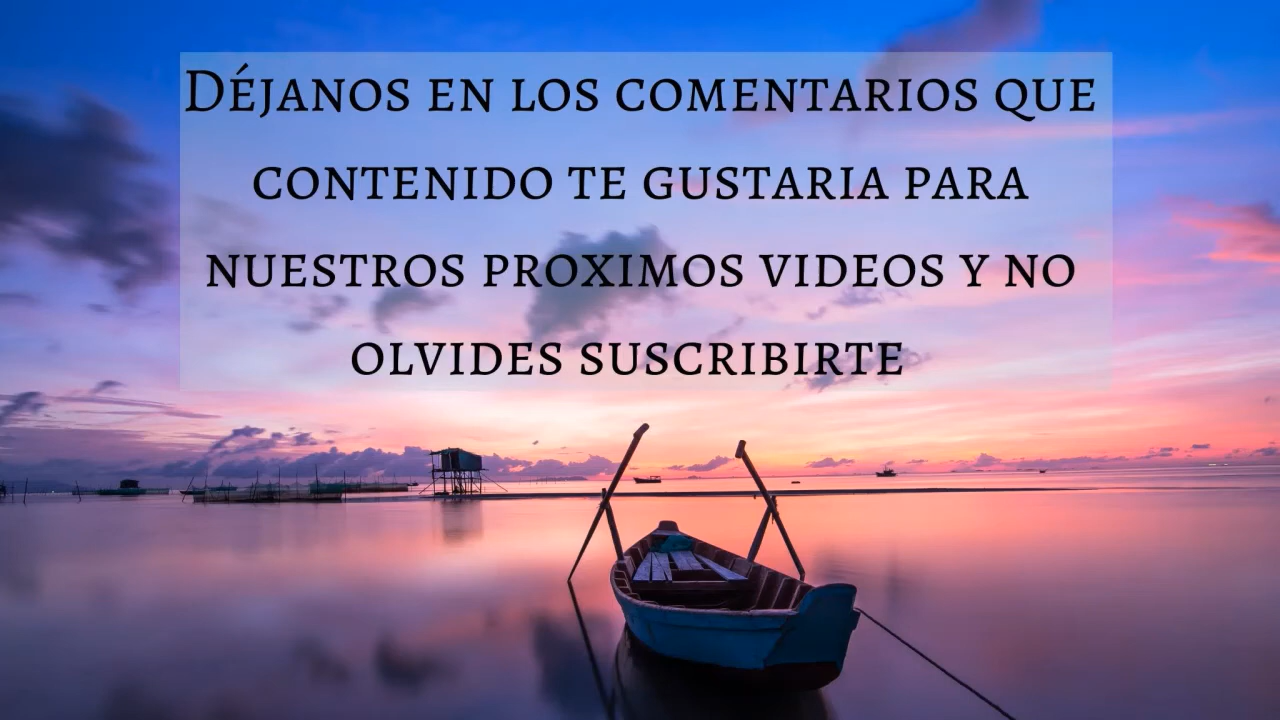 Déjanos en los comentarios que
contenido te gustaria para
nuestros proximos videos y no
olvides suscribirte